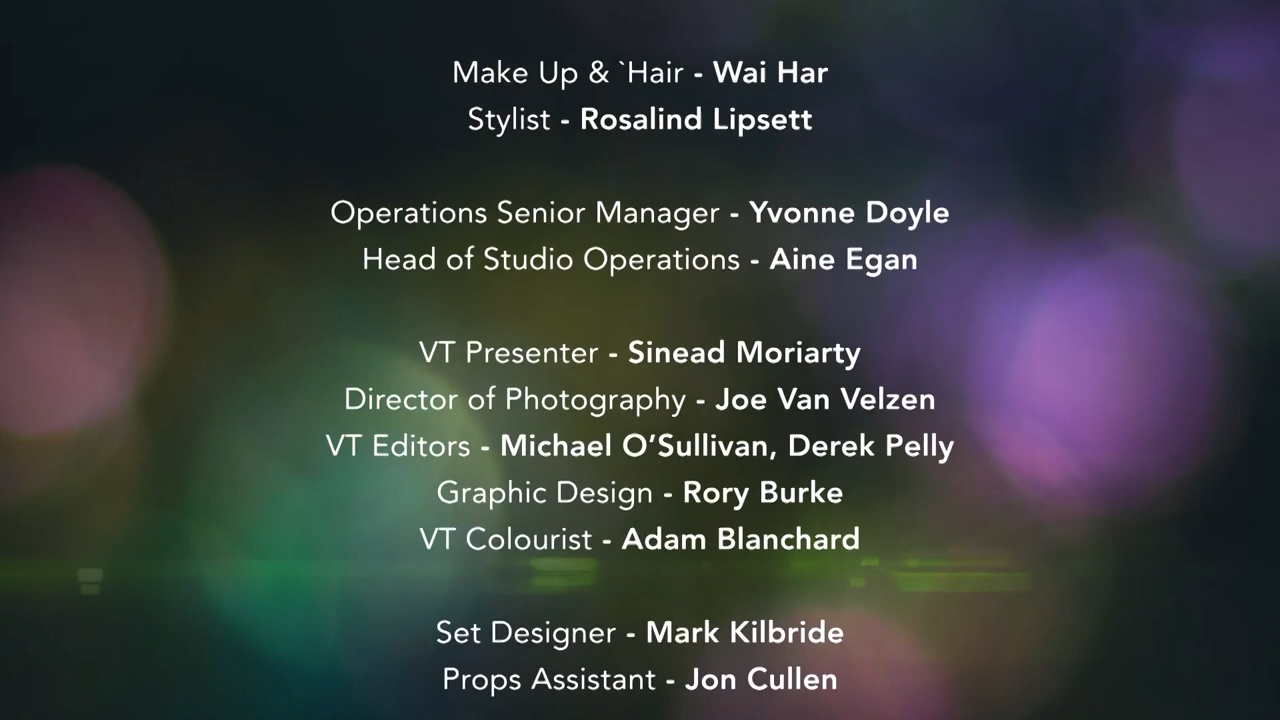 Make Up & `Hair - Wai Har
Stylist - Rosalind Lipsett
Operations Senior Manager - Yvonne Doyle
Head of Studio Operations - Aine Egan
VT Presenter - Sinead Moriarty
Director of Photography - Joe Van Velzen
VT Editors - Michael O’Sullivan, Derek Pelly
Graphic Design - Rory Burke
VT Colourist - Adam Blanchard
Set Designer - Mark Kilbride
Props Assistant - Jon Cullen